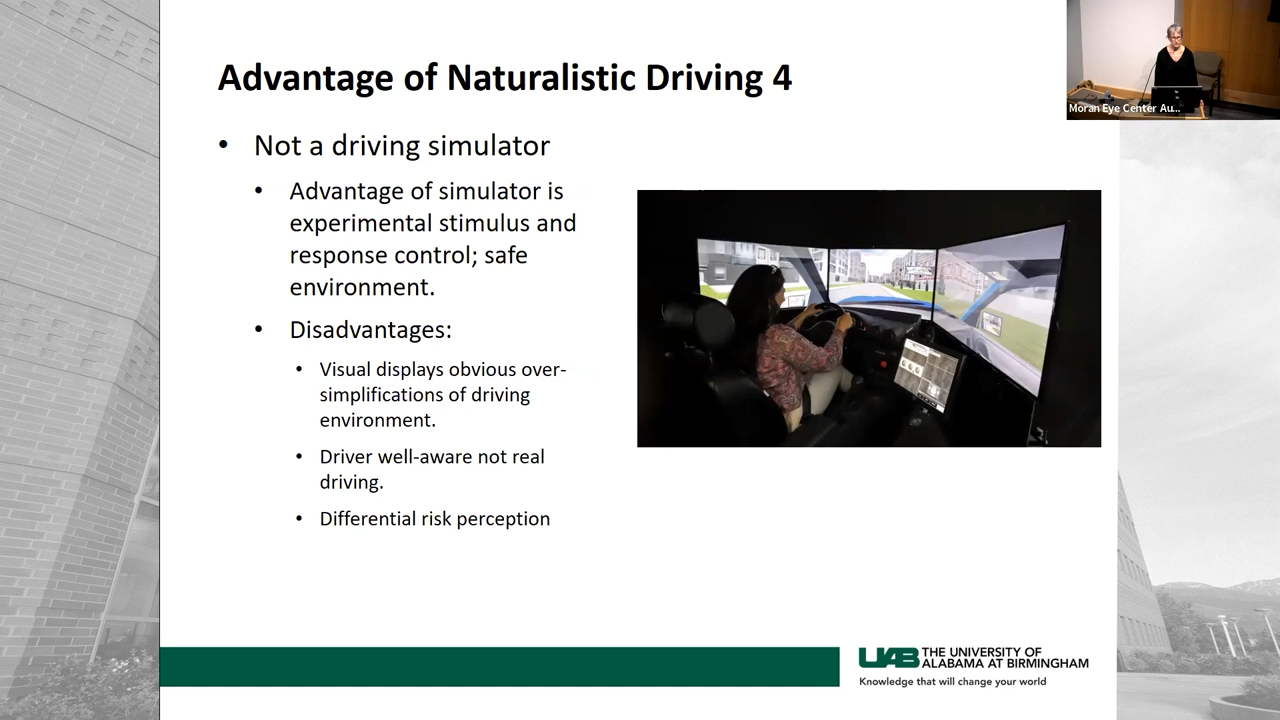 Advantage of Naturalistic Driving 4
Moran Eye Center Au...
• Not a driving simulator
• Advantage of simulator is
experimental stimulus and
response control; safe
environment.
• Disadvantages:
• Visual displays obvious over-
simplifications of driving
environment.
• Driver well-aware not real
driving.
• Differential risk perception
UAB THE UNIVERSITY OF
ALABAMA AT BIRMINGHAM
Knowledge that will change your world